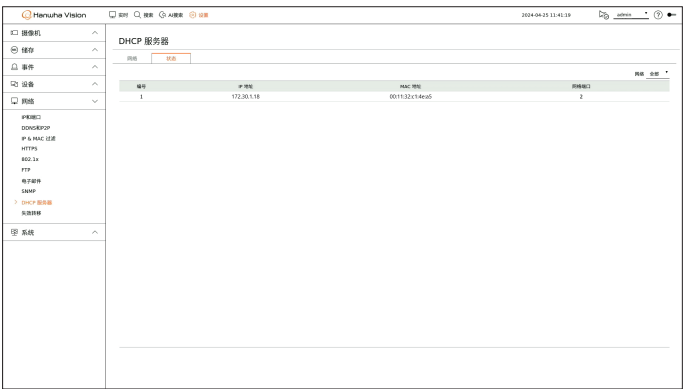 Hanwha Vision
实时 搜索 AI搜索 设置
2024-04-25 11:41:19
admin
摄像机
储存
事件
设备
网络
IP和端口
DDNS和P2P
IP & MAC 过滤
HTTPS
802.1x
FTP
电子邮件
SNMP
DHCP 服务器
失效转移
系统
DHCP 服务器
网络 状态
网络 全部
编号 IP 地址 MAC 地址 网络端口
1 172.30.1.18 00:11:32:c1:4e:a5 2